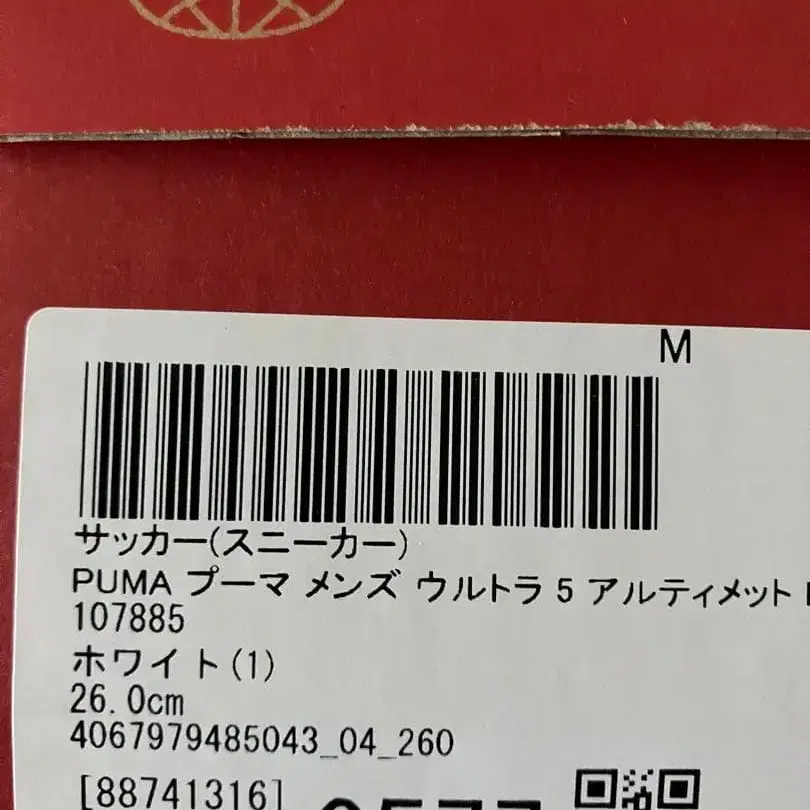 M
サッカー(スニーカー)
PUMA プーマ メンズ ウルトラ 5 アルティメット
107885
ホワイト(1)
26.0cm
4067979485043_04_260
[88741316]